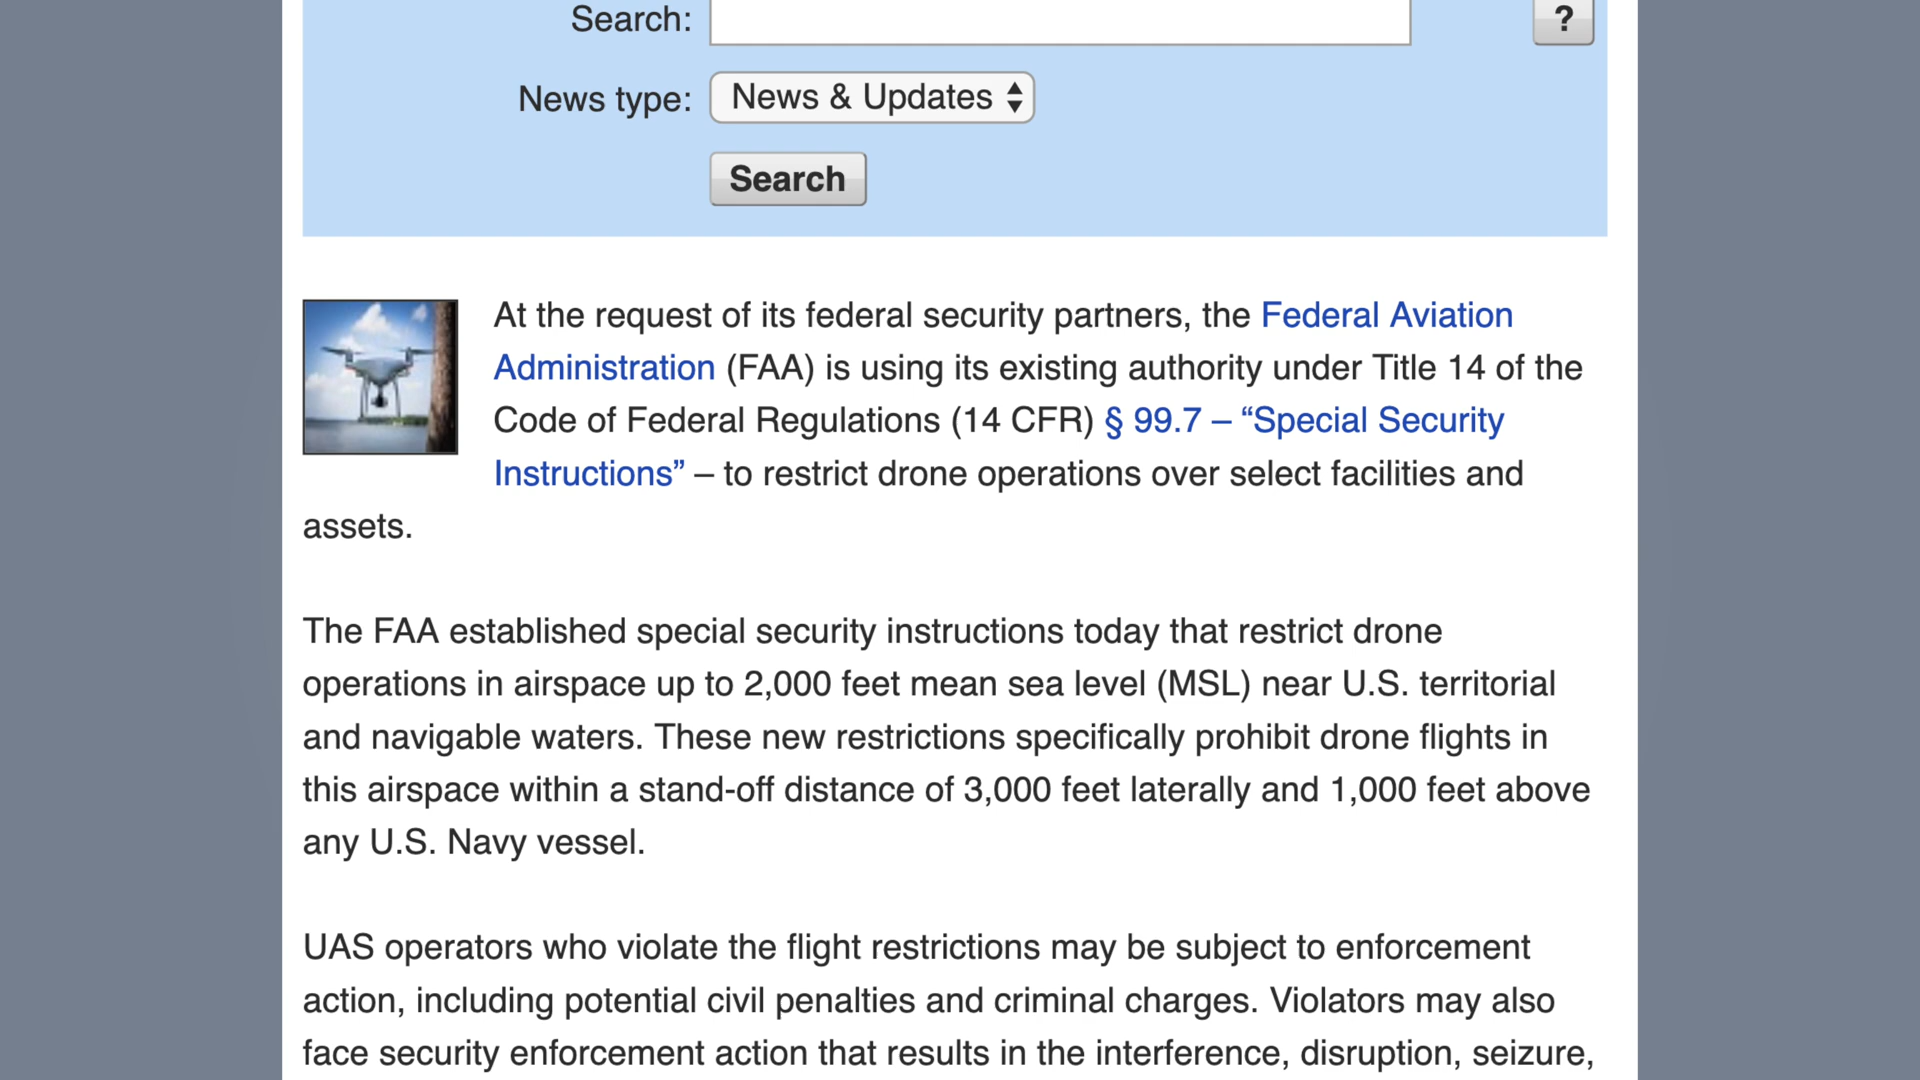 Search:
?
News type:
News & Updates
Search
At the request of its federal security partners, the Federal Aviation
Administration (FAA) is using its existing authority under Title 14 of the
Code of Federal Regulations (14 CFR) § 99.7 – “Special Security
Instructions” – to restrict drone operations over select facilities and
assets.
The FAA established special security instructions today that restrict drone
operations in airspace up to 2,000 feet mean sea level (MSL) near U.S. territorial
and navigable waters. These new restrictions specifically prohibit drone flights in
this airspace within a stand-off distance of 3,000 feet laterally and 1,000 feet above
any U.S. Navy vessel.
UAS operators who violate the flight restrictions may be subject to enforcement
action, including potential civil penalties and criminal charges. Violators may also
face security enforcement action that results in the interference, disruption, seizure,